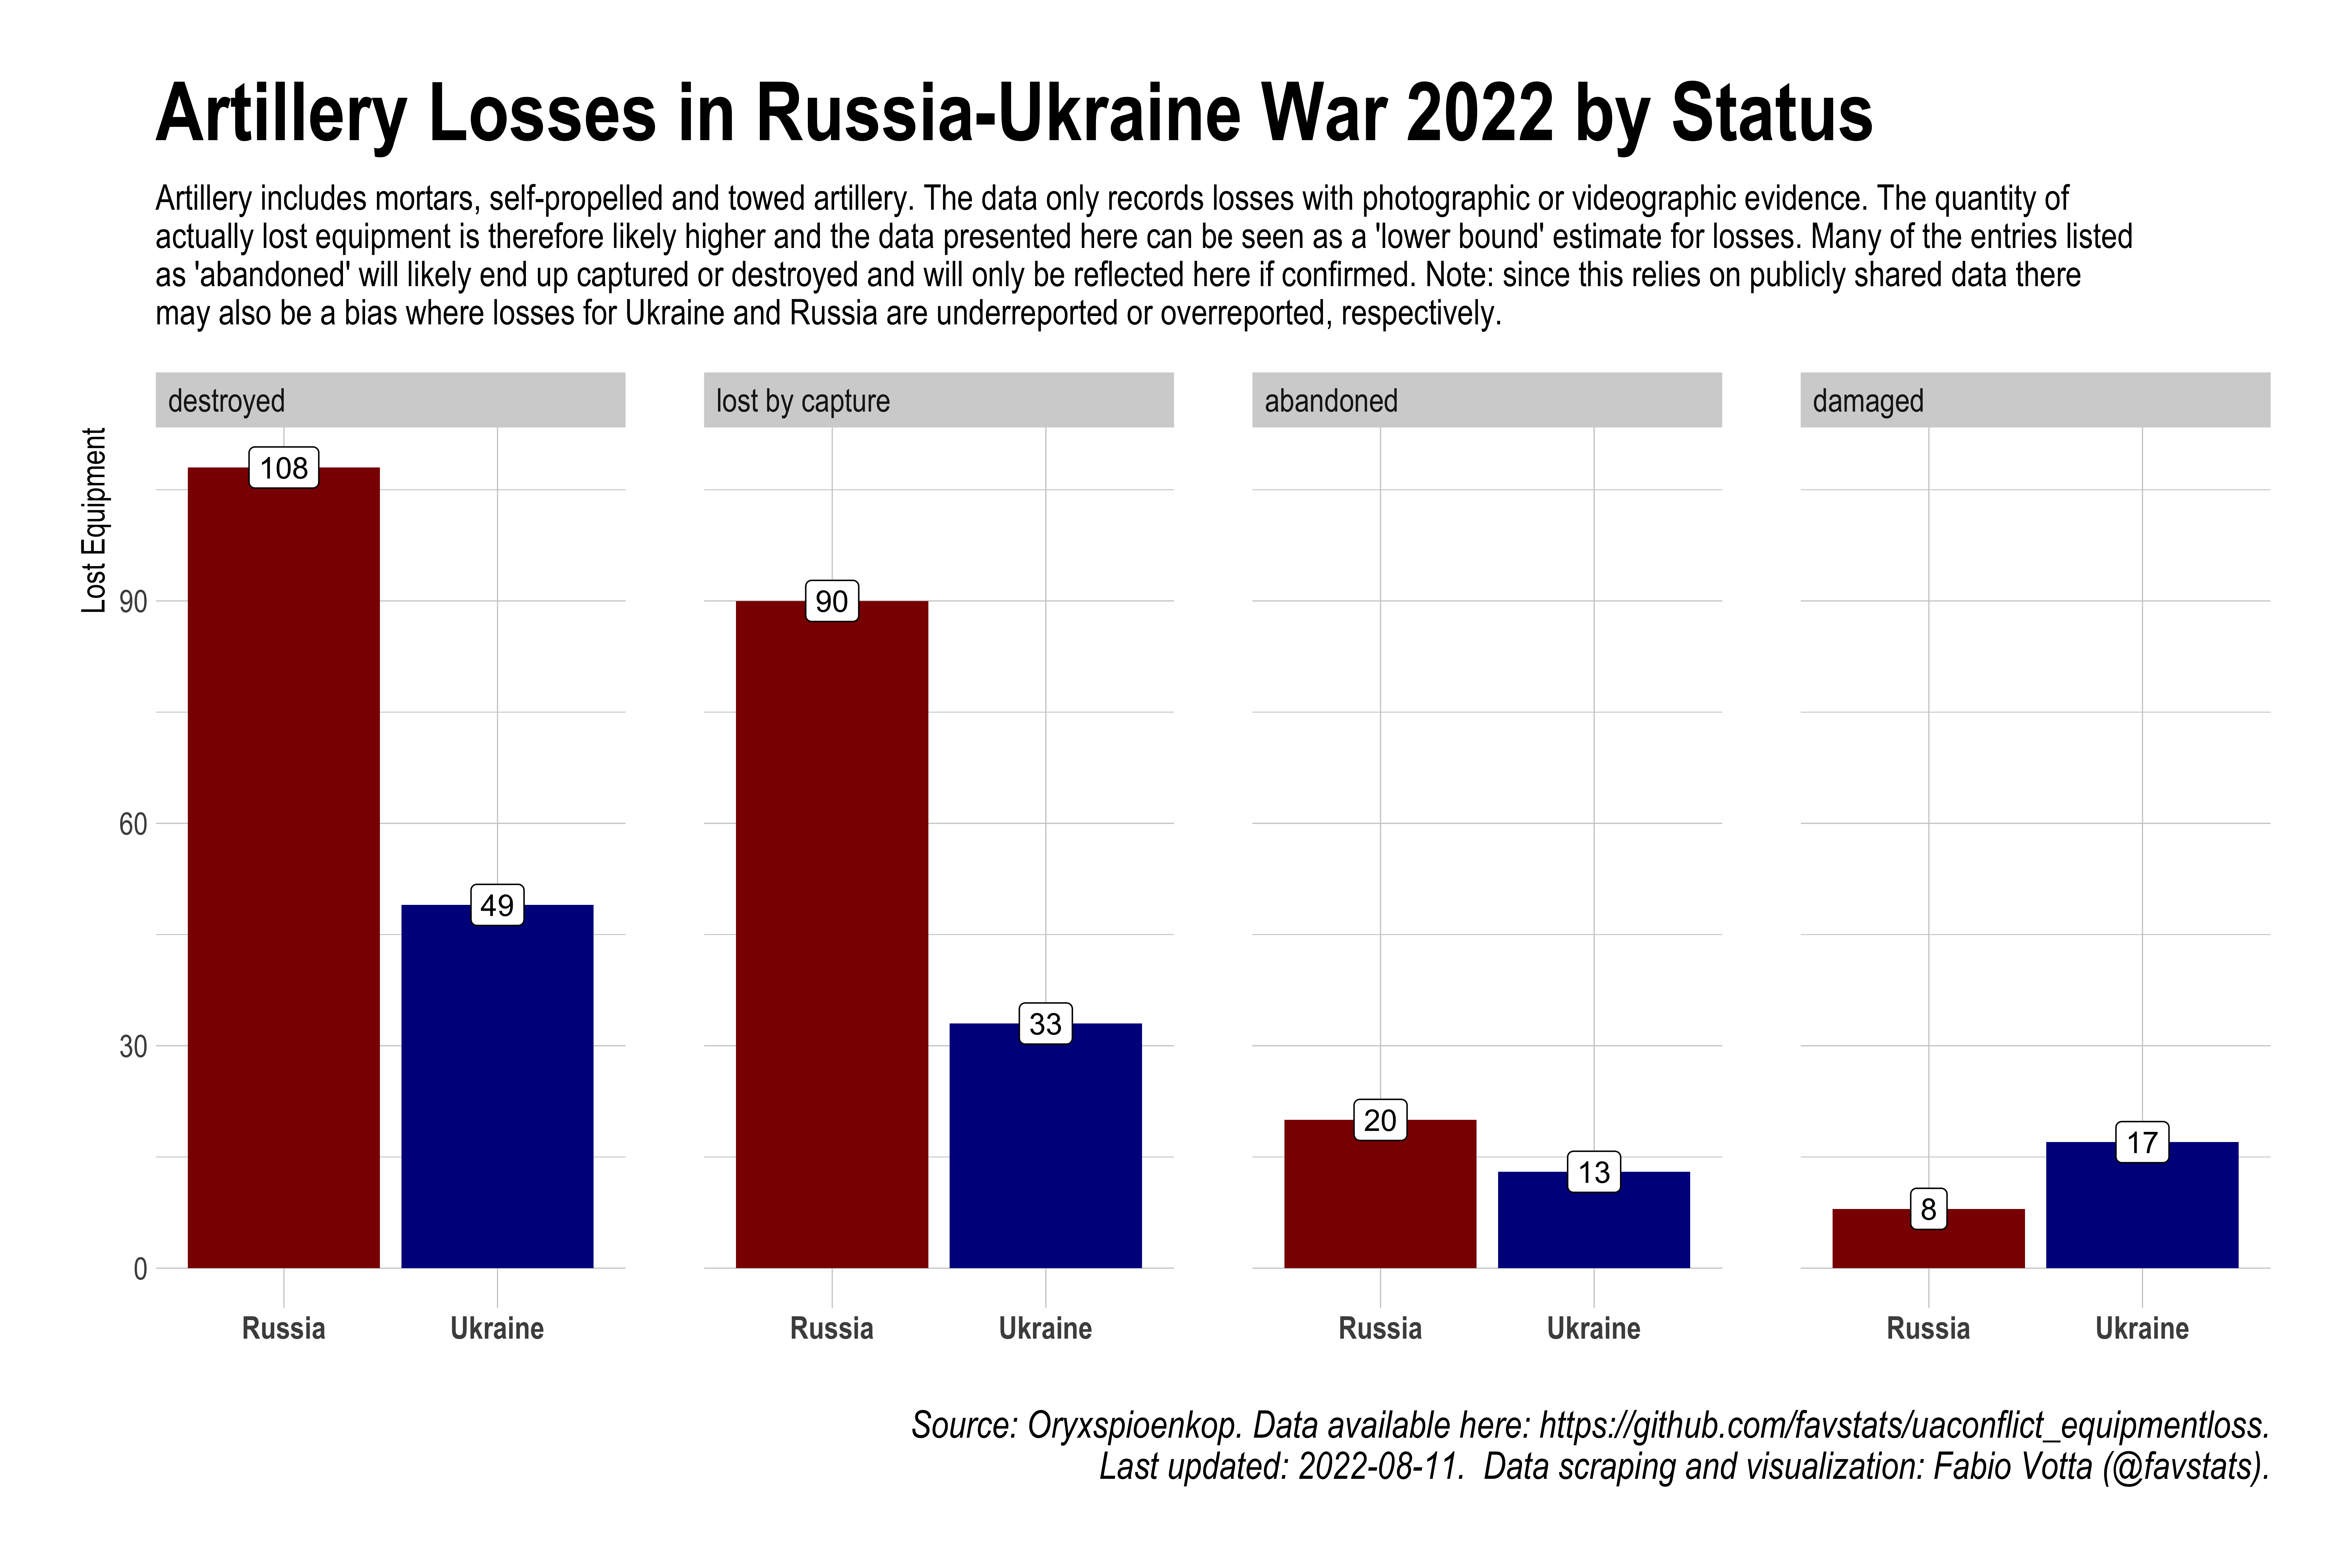 Artillery Losses in Russia-Ukraine War 2022 by Status
Artillery includes mortars, self-propelled and towed artillery. The data only records losses with photographic or videographic evidence. The quantity of
actually lost equipment is therefore likely higher and the data presented here can be seen as a 'lower bound' estimate for losses. Many of the entries listed
as 'abandoned' will likely end up captured or destroyed and will only be reflected here if confirmed. Note: since this relies on publicly shared data there
may also be a bias where losses for Ukraine and Russia are underreported or overreported, respectively.
destroyed
lost by capture
abandoned
damaged
Lost Equipment
90
60
30
0
108
49
90
33
20
13
8
17
Russia
Ukraine
Russia
Ukraine
Russia
Ukraine
Russia
Ukraine
Source: Oryxspioenkop. Data available here: https://github.com/favstats/uaconflict_equipmentloss.
Last updated: 2022-08-11.  Data scraping and visualization: Fabio Votta (@favstats).